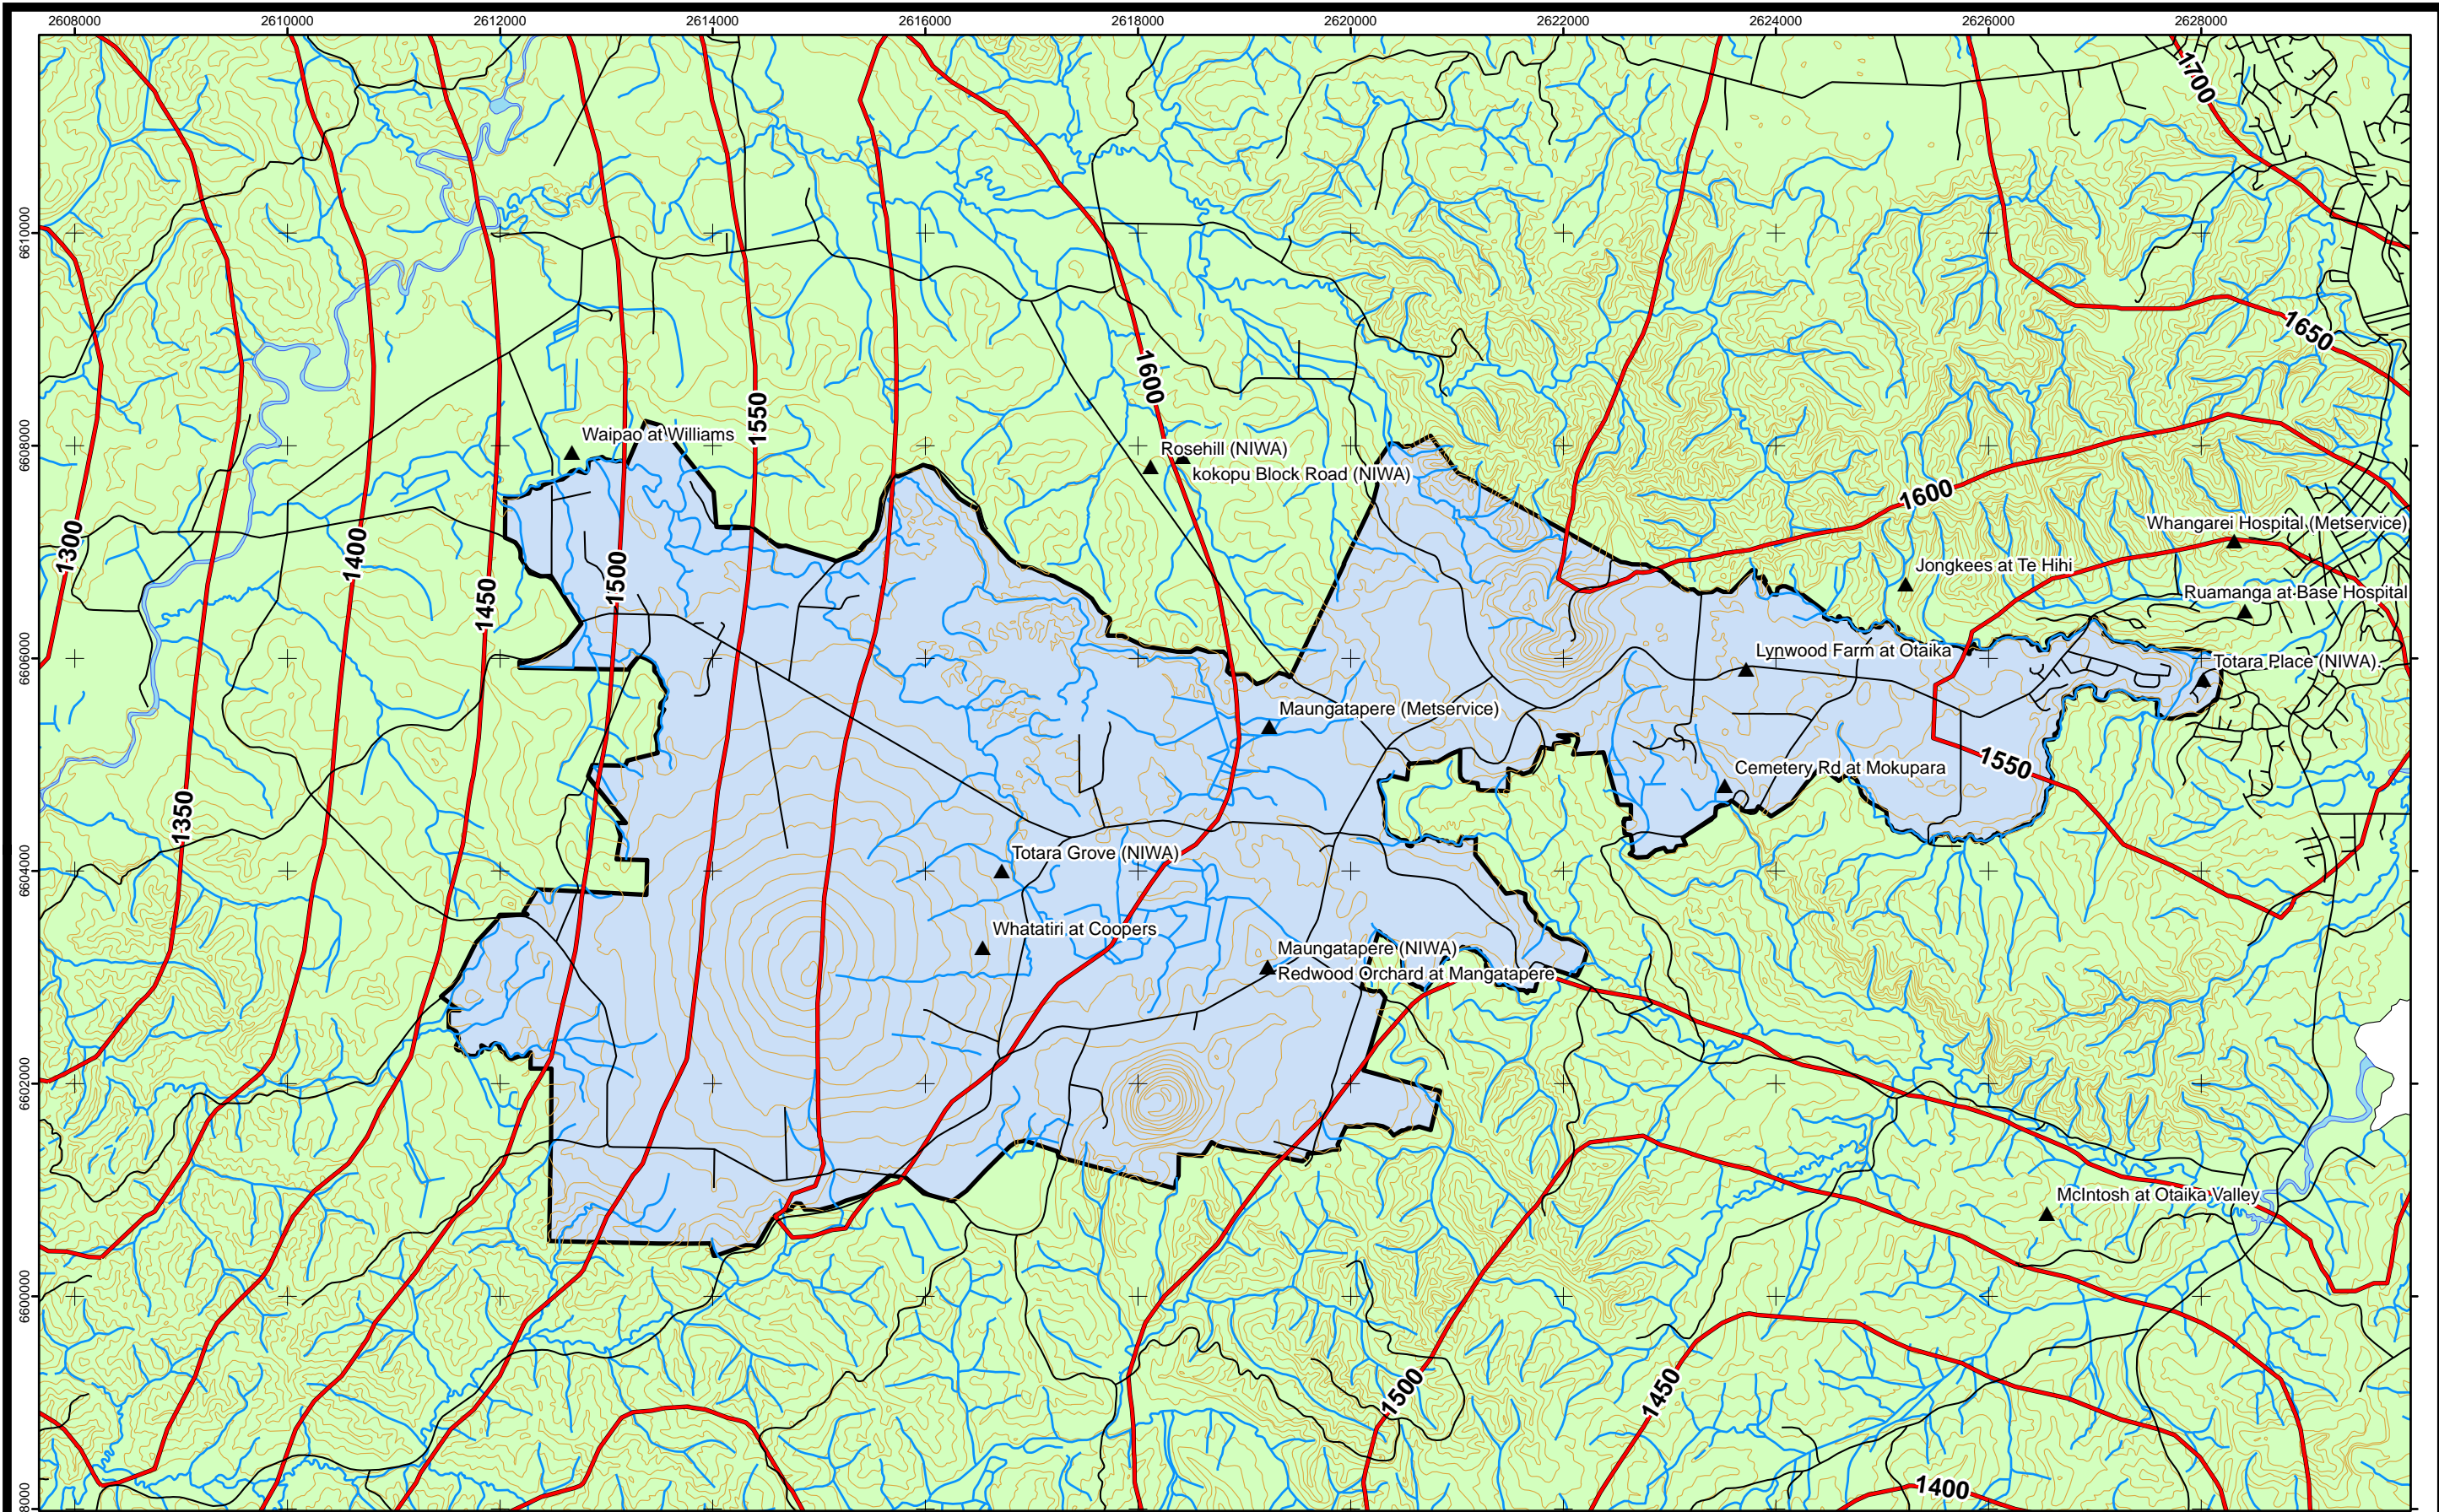 2608000 2610000 2612000 2614000 2616000 2618000 2620000 2622000 2624000 2626000 2628000
1700
6610000
1650
1600
1550
Waipao at Williams
Rosehill (NIWA)
kokopu Block Road (NIWA)
6608000
1600
Whangarei Hospital (Metservice)
1300
1400
1450
1500
Jongkees at Te Hihi
Ruamanga at Base Hospital
6606000
Lynwood Farm at Otaika
Totara Place (NIWA)
Maungatapere (Metservice)
1550
Cemetery Rd at Mokupara
1350
6604000
Totara Grove (NIWA)
Whatatiri at Coopers
Maungatapere (NIWA)
Redwood Orchard at Mangatapere
6602000
McIntosh at Otaika Valley
6600000
1500
1450
1400